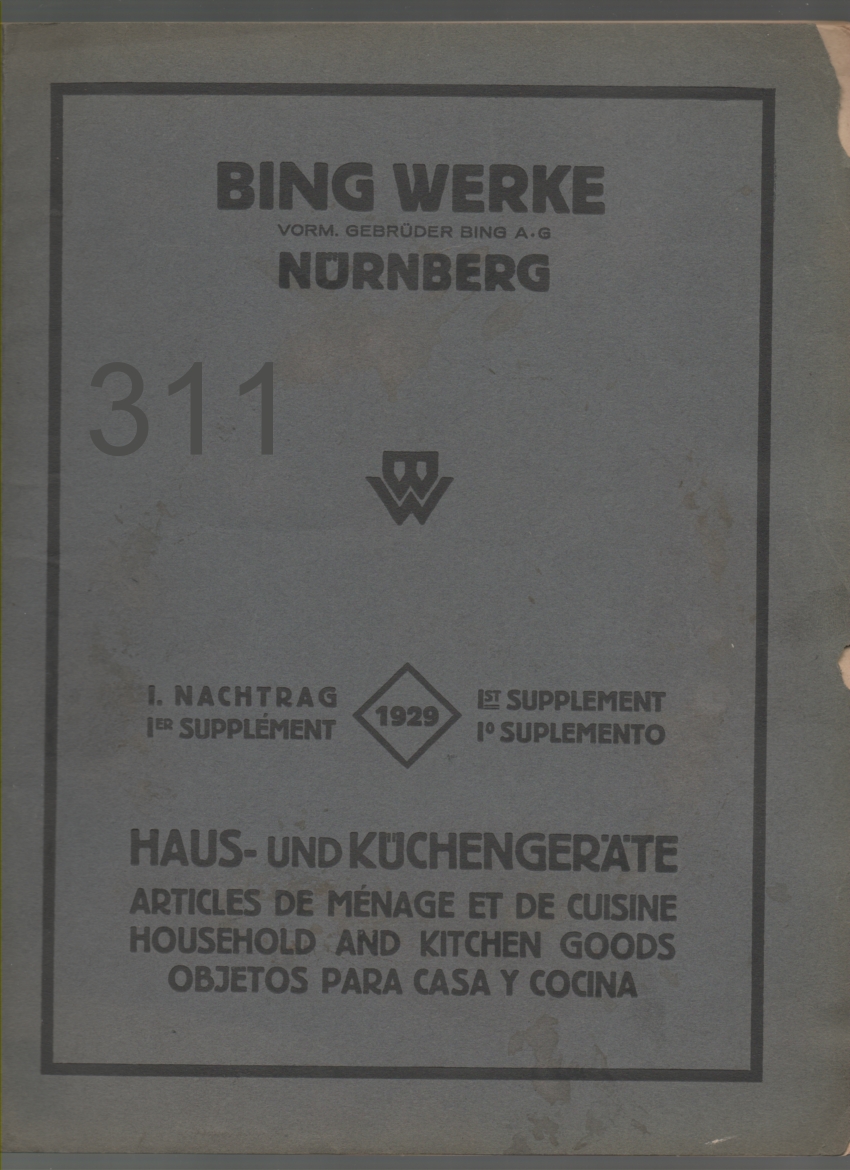 BING WERKE
VORM. GEBRÜDER BING A·G
NÜRNBERG
311
BW
I. NACHTRAG
IER SUPPLÉMENT
1929
IST SUPPLEMENT
Iº SUPLEMENTO
HAUS- UND KÜCHENGERÄTE
ARTICLES DE MÉNAGE ET DE CUISINE
HOUSEHOLD AND KITCHEN GOODS
OBJETOS PARA CASA Y COCINA